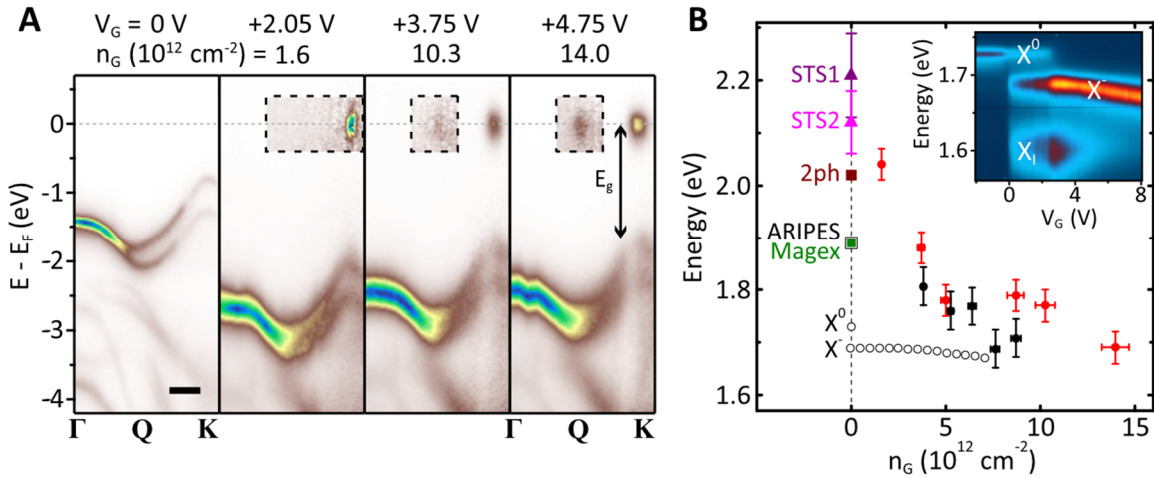 A
V_G = 0 V +2.05 V +3.75 V +4.75 V
n_G (10^12 cm^-2) = 1.6 10.3 14.0
E - E_F (eV)
0
-1
-2
-3
-4
E_g
Γ Q K Γ Q K
B
Energy (eV)
2.2
2.0
1.8
1.6
STS1
STS2
2ph
ARIPES
Magex
X^0
X^-
0 5 10 15
n_G (10^12 cm^-2)
Energy (eV)
1.7
1.6
X^0
X^-
X_I
0 4 8
V_G (V)